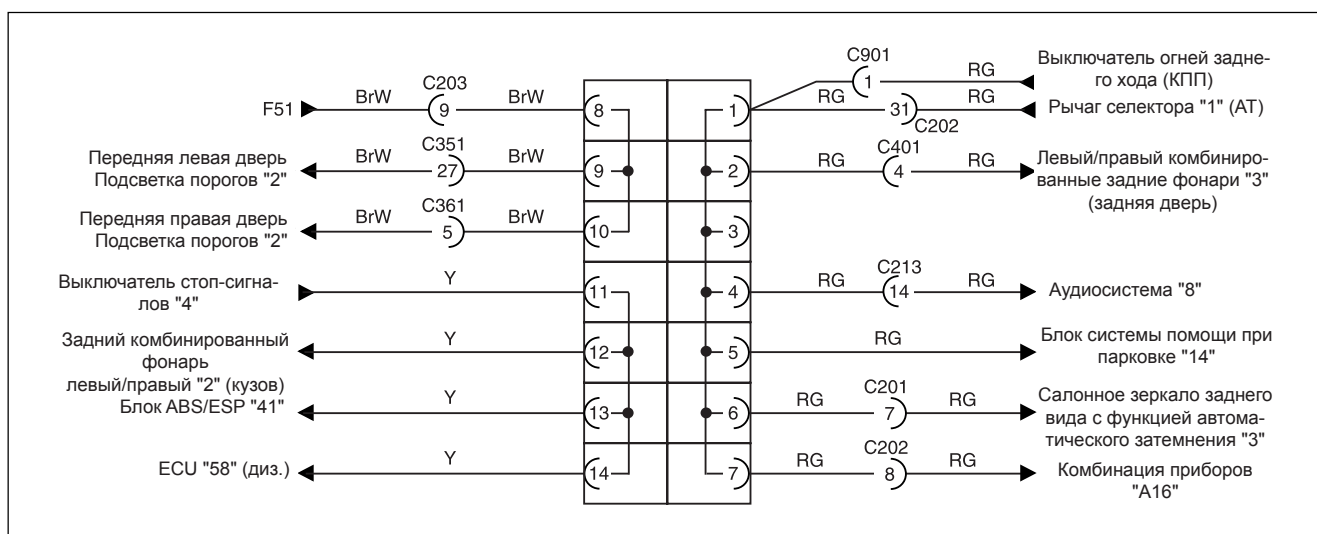 C901
RG
Выключатель огней заднe-
го хода (КПП)
1
F51
BrW
C203
9
BrW
8
1
RG
31
C202
RG
Рычаг селектора "1" (AT)
Передняя левая дверь
Подсветка порогов "2"
BrW
C351
27
BrW
9
2
RG
C401
4
RG
Левый/правый комбиниро-
ванные задние фонари "3"
(задняя дверь)
Передняя правая дверь
Подсветка порогов "2"
BrW
C361
5
BrW
10
3
Выключатель стоп-сигна-
лов "4"
Y
11
4
RG
C213
14
RG
Аудиосистема "8"
Задний комбинированный
фонарь
левый/правый "2" (кузов)
Y
12
5
RG
Блок системы помощи при
парковке "14"
Блок ABS/ESP "41"
Y
13
6
RG
C201
7
RG
Салонное зеркало заднего
вида с функцией автома-
тического затемнения "3"
ECU "58" (диз.)
Y
14
7
RG
C202
8
RG
Комбинация приборов
"A16"